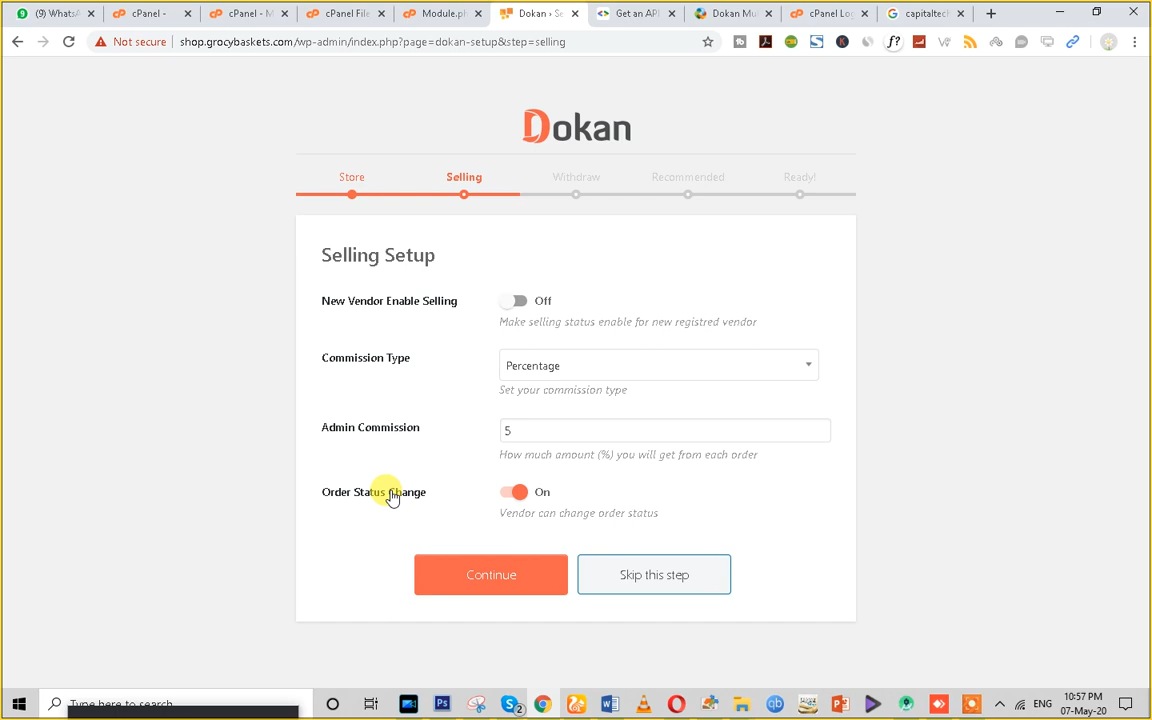 (9) WhatsA
cPanel -
cPanel - M
cPanel File
Module.ph
Dokan › Se
Get an API
Dokan Mu
cPanel Log
capitaltech
Not secure
shop.grocybaskets.com/wp-admin/index.php?page=dokan-setup&step=selling
Dokan
Store
Selling
Withdraw
Recommended
Ready!
Selling Setup
New Vendor Enable Selling
Off
Make selling status enable for new registred vendor
Commission Type
Percentage
Set your commission type
Admin Commission
5
How much amount (%) you will get from each order
Order Status Change
On
Vendor can change order status
Continue
Skip this step
Type here to search
ENG
10:57 PM
07-May-20